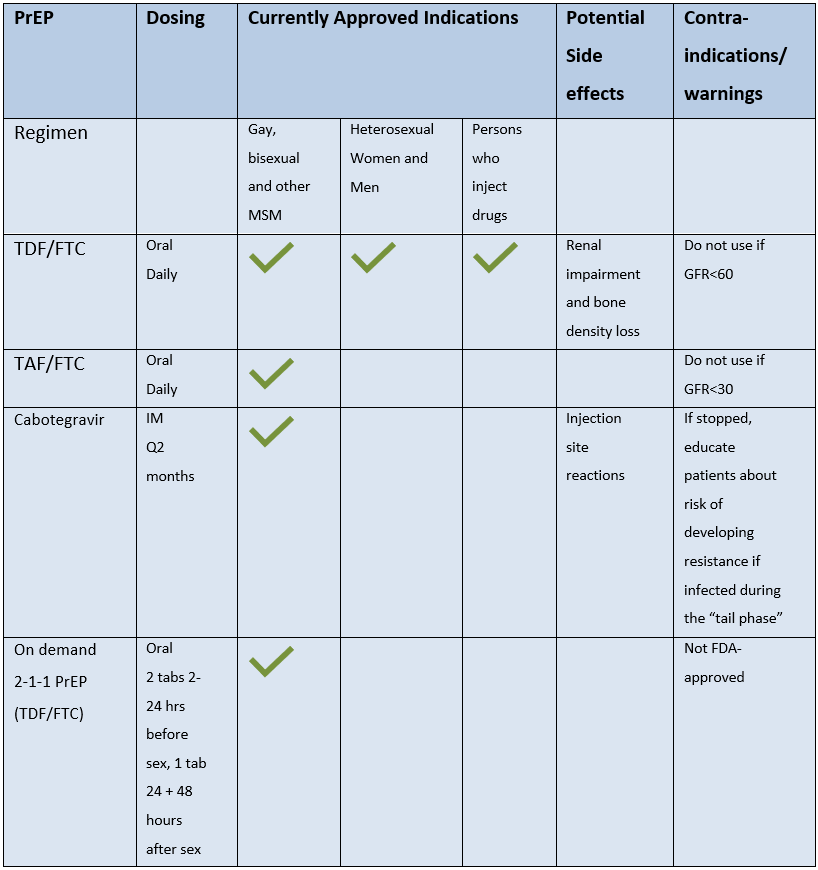 PrEP
Dosing
Currently Approved Indications
Potential
Side
effects
Contra-
indications/
warnings
Regimen
Gay,
bisexual
and other
MSM
Heterosexual
Women and
Men
Persons
who
inject
drugs
TDF/FTC
Oral
Daily
Renal
impairment
and bone
density loss
Do not use if
GFR<60
TAF/FTC
Oral
Daily
Do not use if
GFR<30
Cabotegravir
IM
Q2
months
Injection
site
reactions
If stopped,
educate
patients about
risk of
developing
resistance if
infected during
the “tail phase”
On demand
2-1-1 PrEP
(TDF/FTC)
Oral
2 tabs 2-
24 hrs
before
sex, 1 tab
24 + 48
hours
after sex
Not FDA-
approved